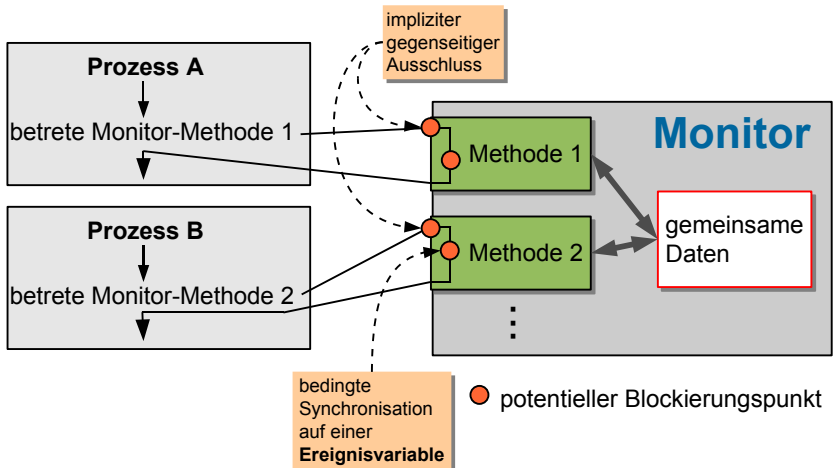 impliziter
gegenseitiger
Ausschluss
Prozess A
betrete Monitor-Methode 1
Prozess B
betrete Monitor-Methode 2
Monitor
Methode 1
Methode 2
gemeinsame
Daten
bedingte
Synchronisation
auf einer
Ereignisvariable
potentieller Blockierungspunkt